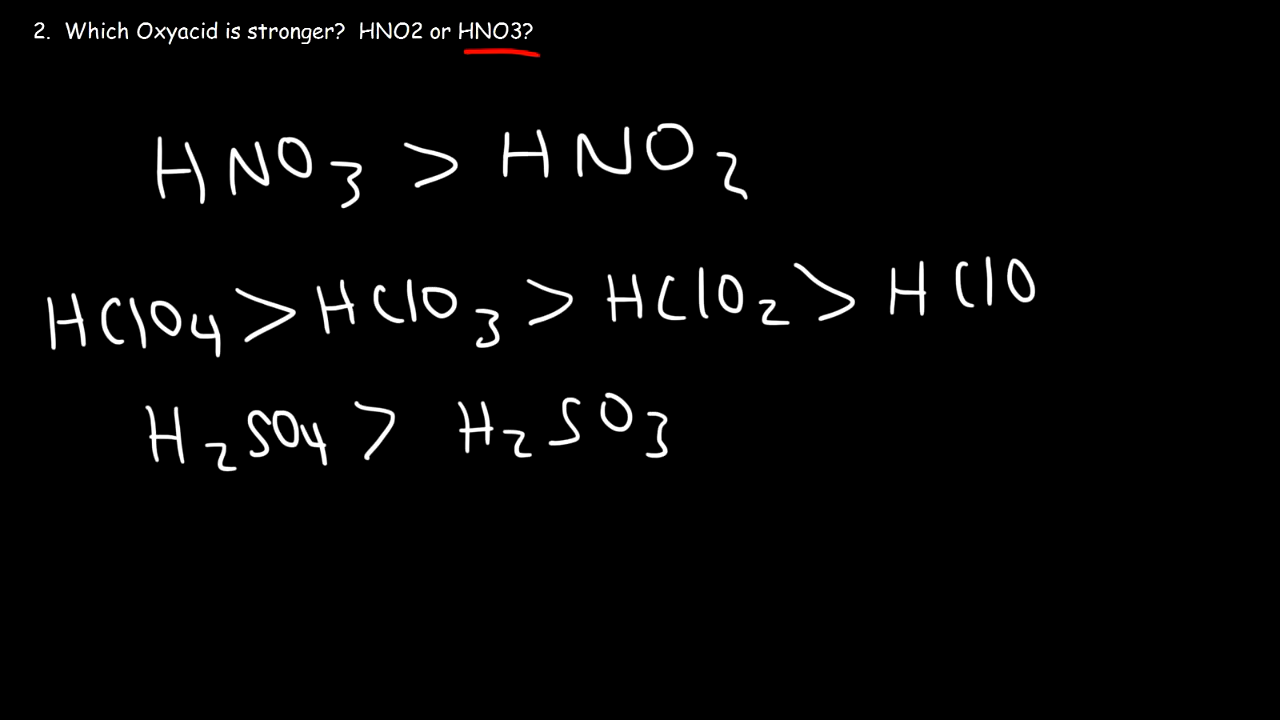 2. Which Oxyacid is stronger? HNO2 or HNO3?
HNO₃ > HNO₂
HClO₄ > HClO₃ > HClO₂ > HClO
H₂SO₄ > H₂SO₃